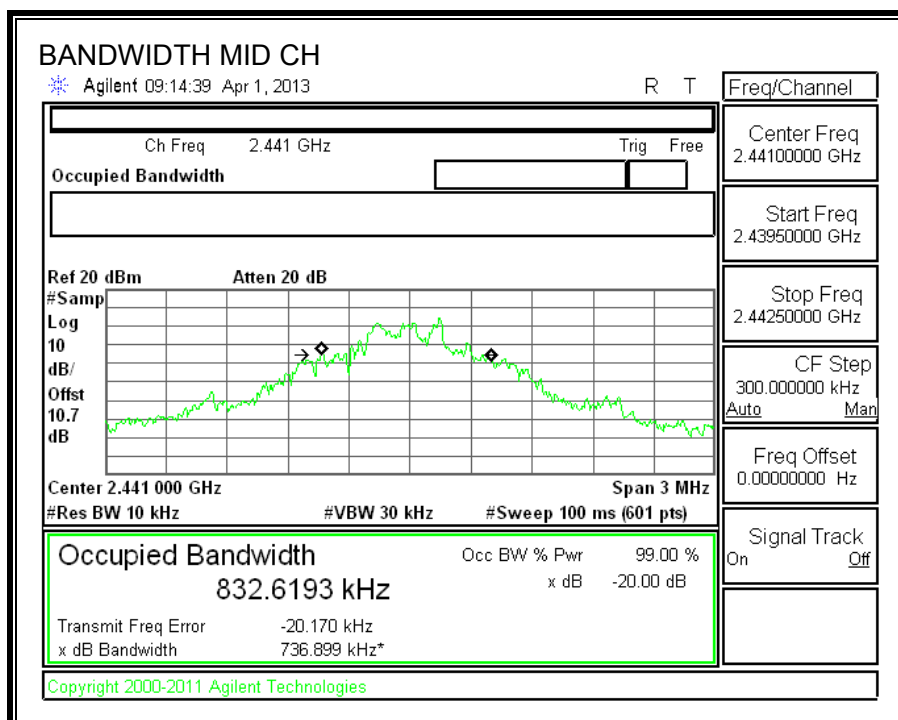 BANDWIDTH MID CH
Agilent 09:14:39 Apr 1, 2013 R T
Freq/Channel
Ch Freq 2.441 GHz Trig Free
Occupied Bandwidth
Center Freq
2.44100000 GHz
Start Freq
2.43950000 GHz
Stop Freq
2.44250000 GHz
CF Step
300.000000 kHz
Auto Man
Freq Offset
0.00000000 Hz
Signal Track
On Off
Ref 20 dBm Atten 20 dB
#Samp
Log
10
dB/
Offst
10.7
dB
Center 2.441 000 GHz Span 3 MHz
#Res BW 10 kHz #VBW 30 kHz #Sweep 100 ms (601 pts)
Occupied Bandwidth
832.6193 kHz
Occ BW % Pwr 99.00 %
x dB -20.00 dB
Transmit Freq Error -20.170 kHz
x dB Bandwidth 736.899 kHz*
Copyright 2000-2011 Agilent Technologies